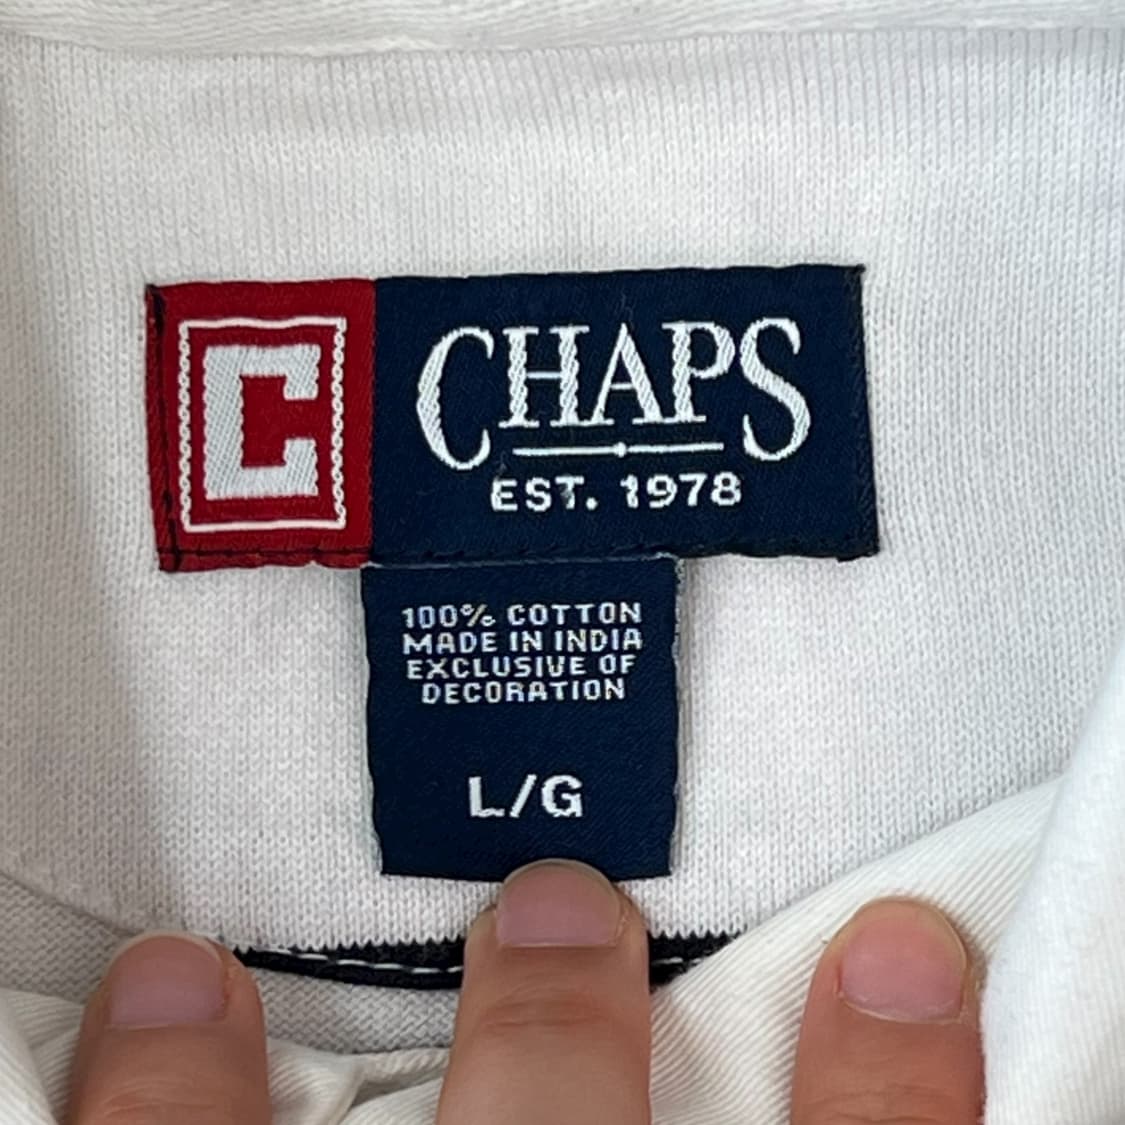 C
CHAPS
EST. 1978
100% COTTON
MADE IN INDIA
EXCLUSIVE OF
DECORATION
L/G